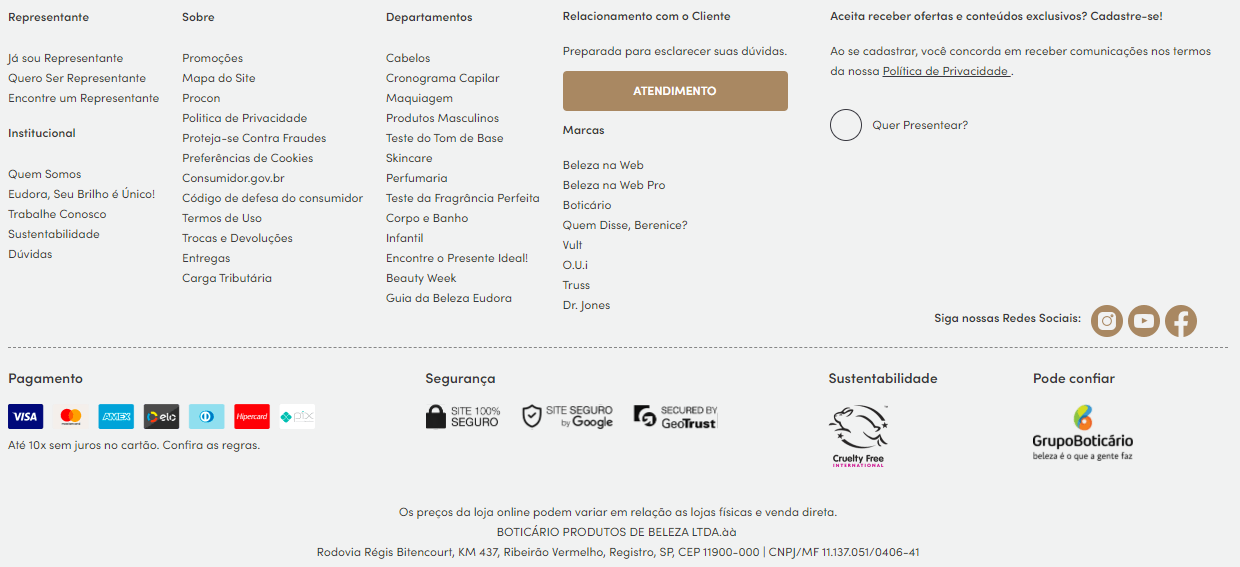 Representante
Já sou Representante
Quero Ser Representante
Encontre um Representante
Institucional
Quem Somos
Eudora, Seu Brilho é Único!
Trabalhe Conosco
Sustentabilidade
Dúvidas
Sobre
Promoções
Mapa do Site
Procon
Politica de Privacidade
Proteja-se Contra Fraudes
Preferências de Cookies
Consumidor.gov.br
Código de defesa do consumidor
Termos de Uso
Trocas e Devoluções
Entregas
Carga Tributária
Departamentos
Cabelos
Cronograma Capilar
Maquiagem
Produtos Masculinos
Teste do Tom de Base
Skincare
Perfumaria
Teste da Fragrância Perfeita
Corpo e Banho
Infantil
Encontre o Presente Ideal!
Beauty Week
Guia da Beleza Eudora
Relacionamento com o Cliente
Preparada para esclarecer suas dúvidas.
ATENDIMENTO
Marcas
Beleza na Web
Beleza na Web Pro
Boticário
Quem Disse, Berenice?
Vult
O.U.i
Truss
Dr. Jones
Aceita receber ofertas e conteúdos exclusivos? Cadastre-se!
Ao se cadastrar, você concorda em receber comunicações nos termos
da nossa Política de Privacidade .
Quer Presentear?
Siga nossas Redes Sociais:
Pagamento
VISA
mastercard
AMEX
elo
Hipercard
pix
Até 10x sem juros no cartão. Confira as regras.
Segurança
SITE 100%
SEGURO
SITE SEGURO
by Google
SECURED BY
GeoTrust
Sustentabilidade
Cruelty Free
INTERNATIONAL
Pode confiar
GrupoBoticário
beleza é o que a gente faz
Os preços da loja online podem variar em relação as lojas físicas e venda direta.
BOTICÁRIO PRODUTOS DE BELEZA LTDA.àà
Rodovia Régis Bitencourt, KM 437, Ribeirão Vermelho, Registro, SP, CEP 11900-000 | CNPJ/MF 11.137.051/0406-41